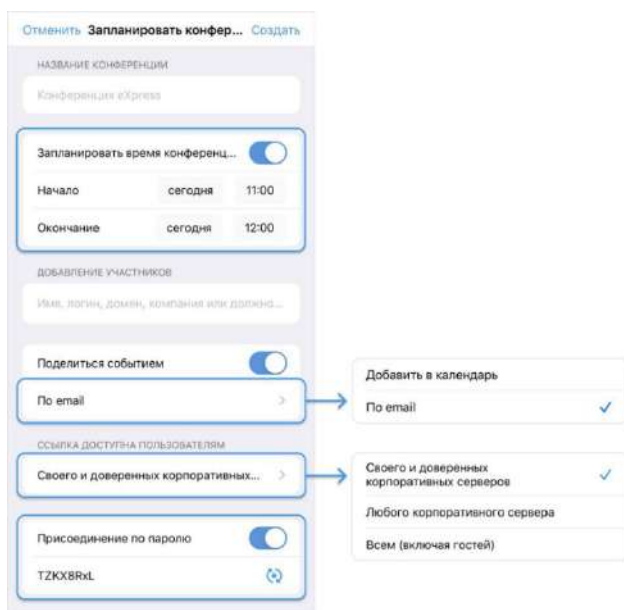 Отменить Запланировать конфер... Создать
НАЗВАНИЕ КОНФЕРЕНЦИИ
Конференция eXpress
Запланировать время конференц...
Начало сегодня 11:00
Окончание сегодня 12:00
ДОБАВЛЕНИЕ УЧАСТНИКОВ
Имя, логин, домен, компания или должно...
Поделиться событием
По email
Добавить в календарь
По email
ССЫЛКА ДОСТУПНА ПОЛЬЗОВАТЕЛЯМ
Своего и доверенных корпоративных...
Своего и доверенных
корпоративных серверов
Любого корпоративного сервера
Всем (включая гостей)
Присоединение по паролю
TZKX8RxL